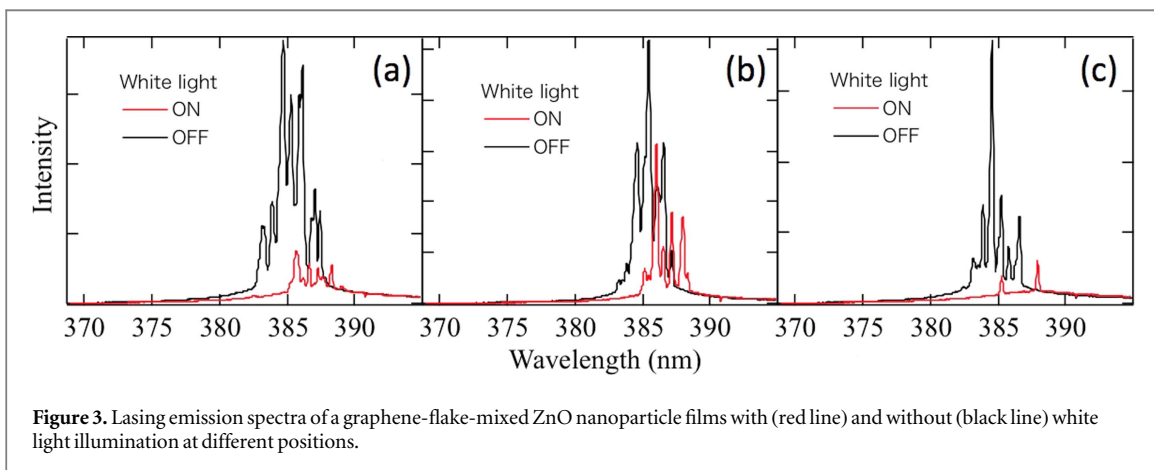 White light
ON
OFF
(a)
White light
ON
OFF
(b)
White light
ON
OFF
(c)
Intensity
370 375 380 385 390 370 375 380 385 390 370 375 380 385 390
Wavelength (nm)
Figure 3. Lasing emission spectra of a graphene-flake-mixed ZnO nanoparticle films with (red line) and without (black line) white
light illumination at different positions.